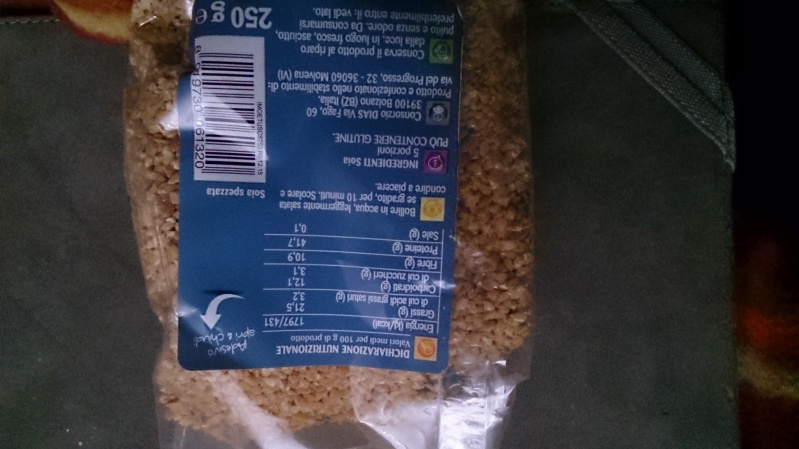 DICHIARAZIONE NUTRIZIONALE
Valori medi per 100 g di prodotto
Energia (kj/kcal) 1797/431
Grassi (g) 21,5
di cui acidi grassi saturi (g) 3,2
Carboidrati (g) 12,1
di cui zuccheri (g) 3,1
Fibre (g) 10,9
Proteine (g) 41,7
Sale (g) 0,1
Adesivo
apri & chiudi
Bollire in acqua, leggermente salata
se gradito, per 10 minuti. Scolare e
condire a piacere.
Soia spezzata
INGREDIENTI Soia
5 porzioni
PUÒ CONTENERE GLUTINE.
Consorzio DIAS Via Fago, 60
39100 Bolzano (BZ) Italia.
Prodotto e confezionato nello stabilimento di:
via del Progresso, 32 - 36060 Molvena (VI)
Conserva il prodotto al riparo
dalla luce, in luogo fresco, asciutto,
pulito e senza odore. Da consumarsi
preferibilmente entro il: vedi lato.
250 g e